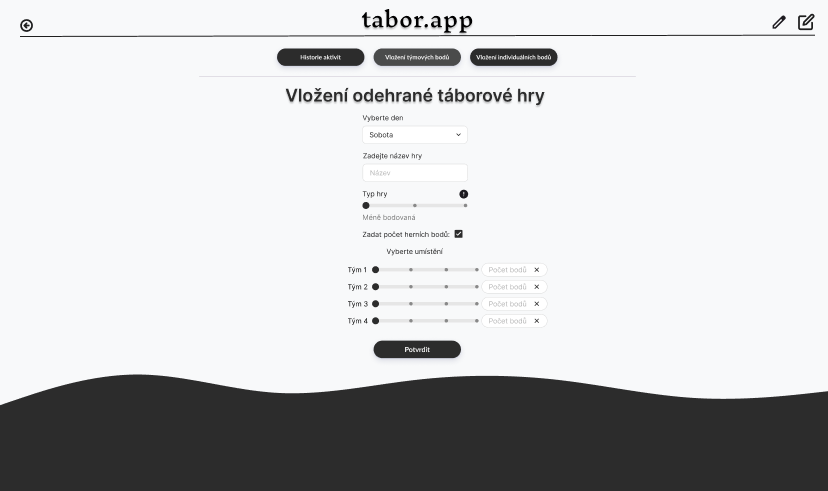 tabor.app
Historie aktivit
Vložení týmových bodů
Vložení individuálních bodů
Vložení odehrané táborové hry
Vyberte den
Sobota
Zadejte název hry
Název
Typ hry
!
Méně bodovaná
Zadat počet herních bodů:
Vyberte umístění
Tým 1 Počet bodů ✕
Tým 2 Počet bodů ✕
Tým 3 Počet bodů ✕
Tým 4 Počet bodů ✕
Potvrdit